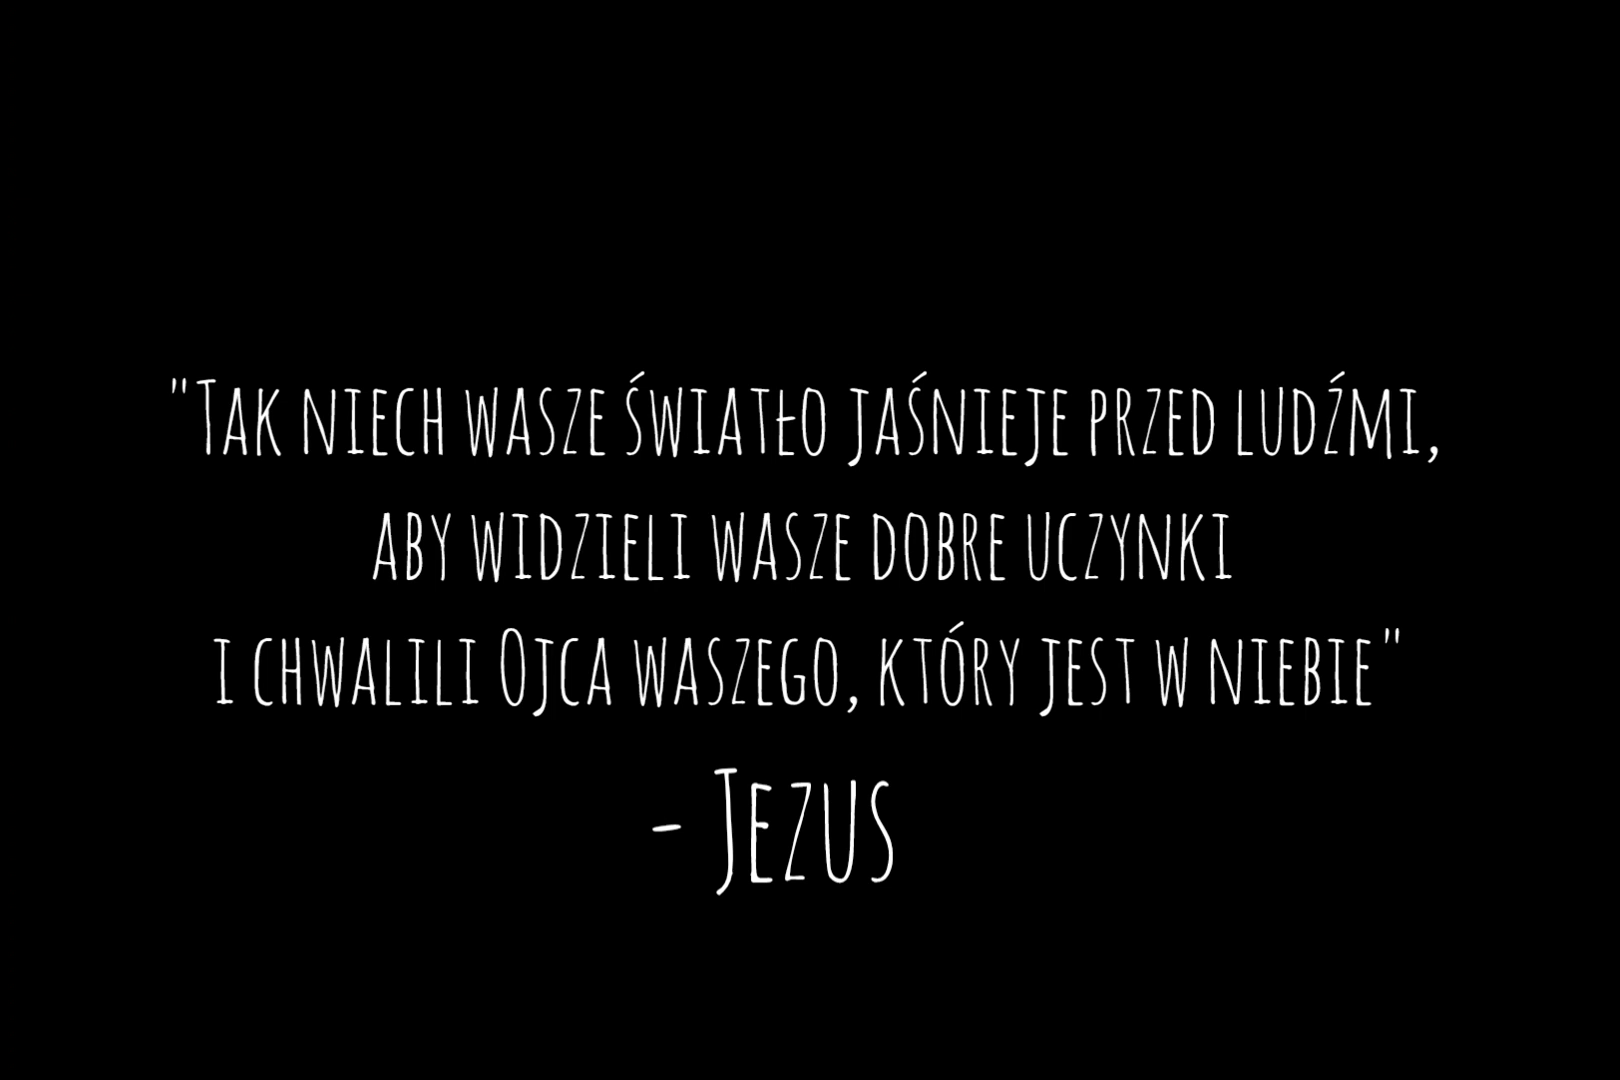 "Tak niech wasze światło jaśnieje przed ludźmi,
aby widzieli wasze dobre uczynki
i chwalili Ojca waszego, który jest w niebie"
- Jezus